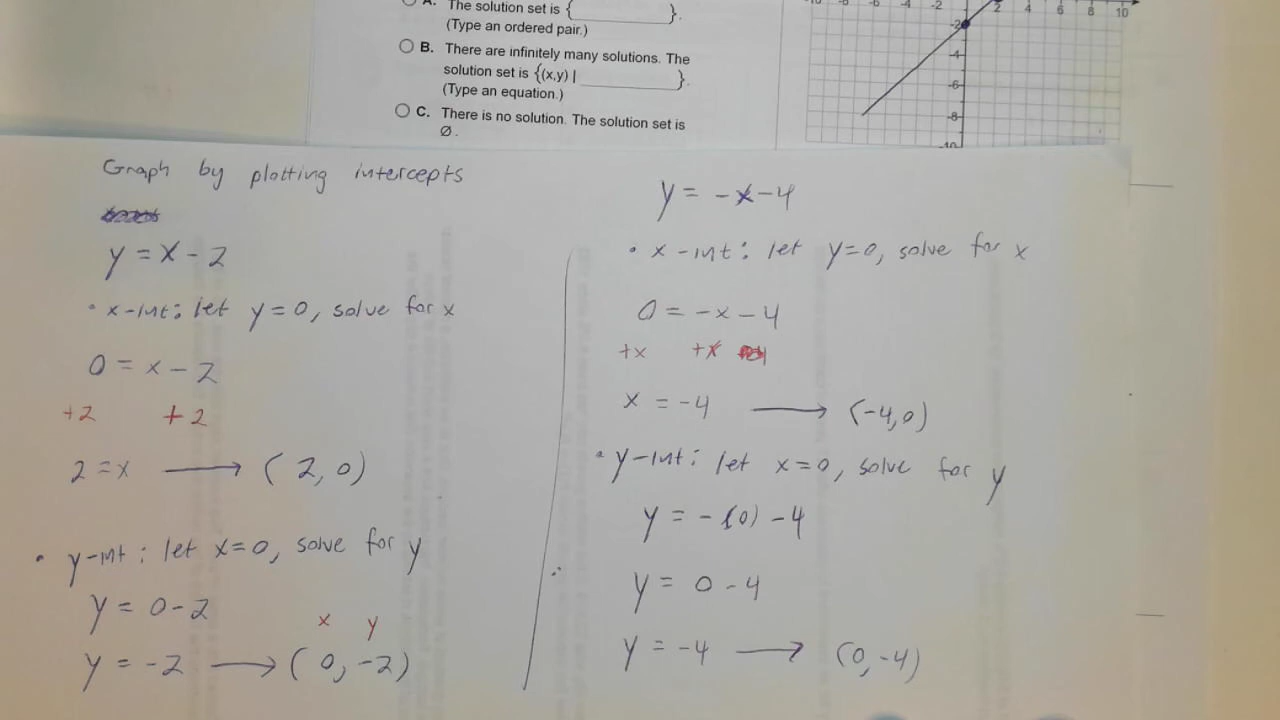 A. The solution set is { }.
(Type an ordered pair.)
B. There are infinitely many solutions. The
solution set is {(x,y) | }.
(Type an equation.)
C. There is no solution. The solution set is
Ø.
-10 -8 -6 -4 -2 2 4 6 8 10
-2
-4
-6
-8
-10
Graph by plotting intercepts
y = x - 2
• x-int: let y = 0, solve for x
0 = x - 2
+2 +2
2 = x → (2, 0)
• y-int: let x = 0, solve for y
y = 0 - 2
x y
y = -2 → (0, -2)
y = -x - 4
• x-int: let y = 0, solve for x
0 = -x - 4
+x +x
x = -4 → (-4, 0)
• y-int: let x = 0, solve for y
y = -(0) - 4
y = 0 - 4
y = -4 → (0, -4)